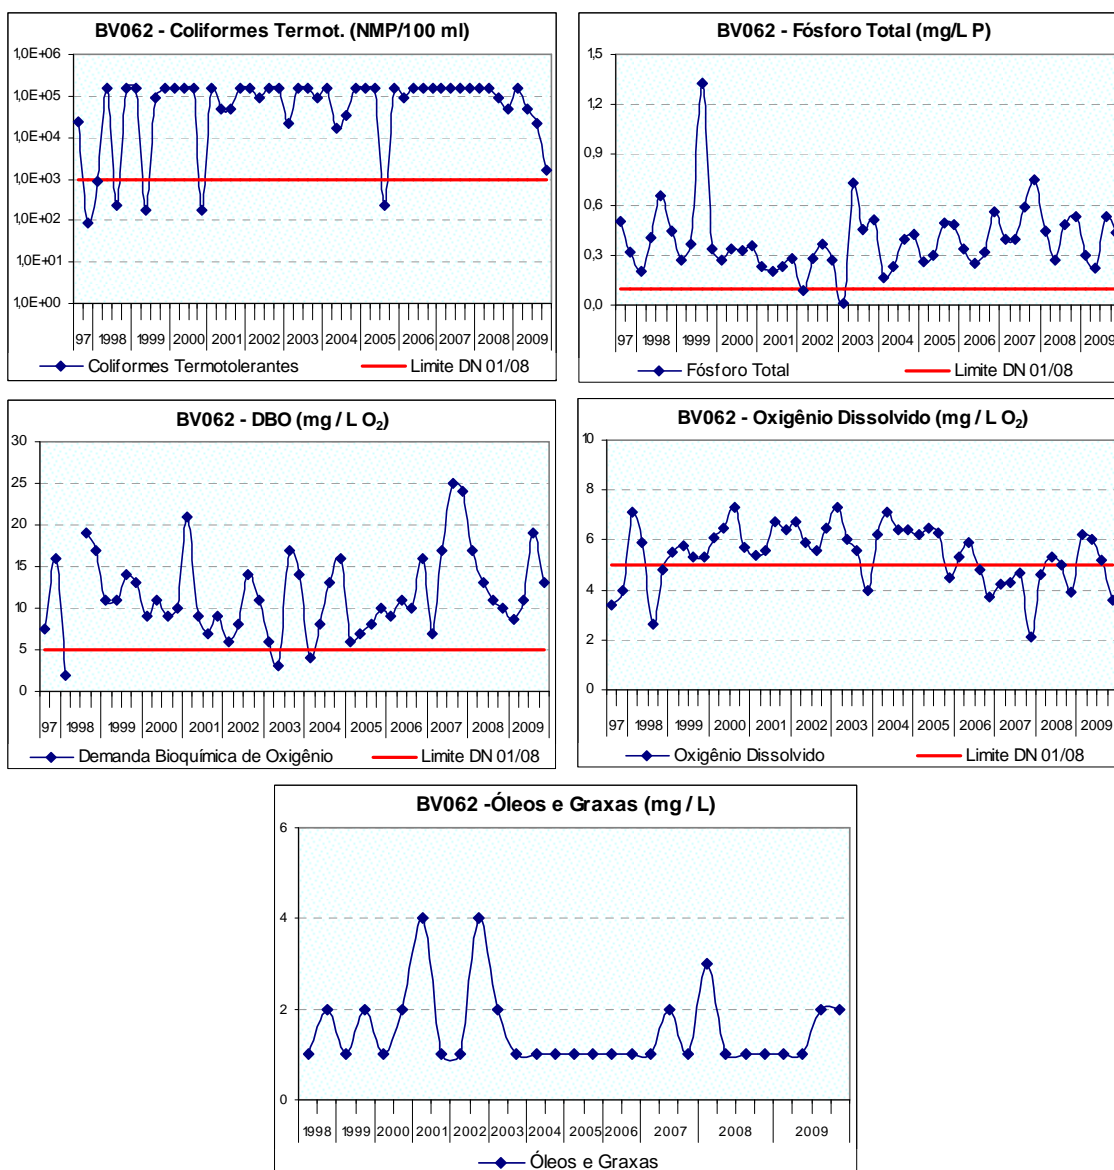 BV062 - Coliformes Termot. (NMP/100 ml)
1,0E+06
1,0E+05
1,0E+04
1,0E+03
1,0E+02
1,0E+01
1,0E+00
97 1998 1999 2000 2001 2002 2003 2004 2005 2006 2007 2008 2009
Coliformes Termotolerantes Limite DN 01/08
BV062 - Fósforo Total (mg/L P)
1,5
1,2
0,9
0,6
0,3
0,0
97 1998 1999 2000 2001 2002 2003 2004 2005 2006 2007 2008 2009
Fósforo Total Limite DN 01/08
BV062 - DBO (mg / L O₂)
30
25
20
15
10
5
0
97 1998 1999 2000 2001 2002 2003 2004 2005 2006 2007 2008 2009
Demanda Bioquímica de Oxigênio Limite DN 01/08
BV062 - Oxigênio Dissolvido (mg / L O₂)
10
8
6
4
2
0
97 1998 1999 2000 2001 2002 2003 2004 2005 2006 2007 2008 2009
Oxigênio Dissolvido Limite DN 01/08
BV062 -Óleos e Graxas (mg / L)
6
4
2
0
1998 1999 2000 2001 2002 2003 2004 2005 2006 2007 2008 2009
Óleos e Graxas